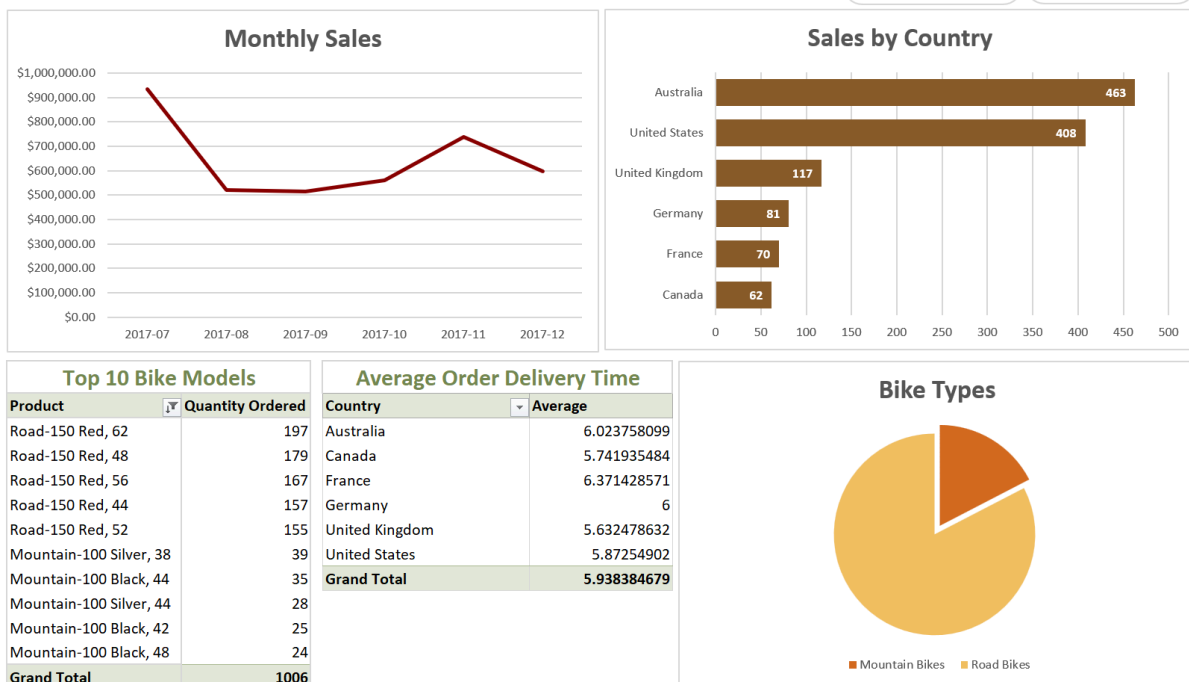 Monthly Sales
$1,000,000.00
$900,000.00
$800,000.00
$700,000.00
$600,000.00
$500,000.00
$400,000.00
$300,000.00
$200,000.00
$100,000.00
$0.00
2017-07 2017-08 2017-09 2017-10 2017-11 2017-12
Sales by Country
Australia 463
United States 408
United Kingdom 117
Germany 81
France 70
Canada 62
0 50 100 150 200 250 300 350 400 450 500
Top 10 Bike Models
Product Quantity Ordered
Road-150 Red, 62 197
Road-150 Red, 48 179
Road-150 Red, 56 167
Road-150 Red, 44 157
Road-150 Red, 52 155
Mountain-100 Silver, 38 39
Mountain-100 Black, 44 35
Mountain-100 Silver, 44 28
Mountain-100 Black, 42 25
Mountain-100 Black, 48 24
Grand Total 1006
Average Order Delivery Time
Country Average
Australia 6.023758099
Canada 5.741935484
France 6.371428571
Germany 6
United Kingdom 5.632478632
United States 5.87254902
Grand Total 5.938384679
Bike Types
Mountain Bikes Road Bikes